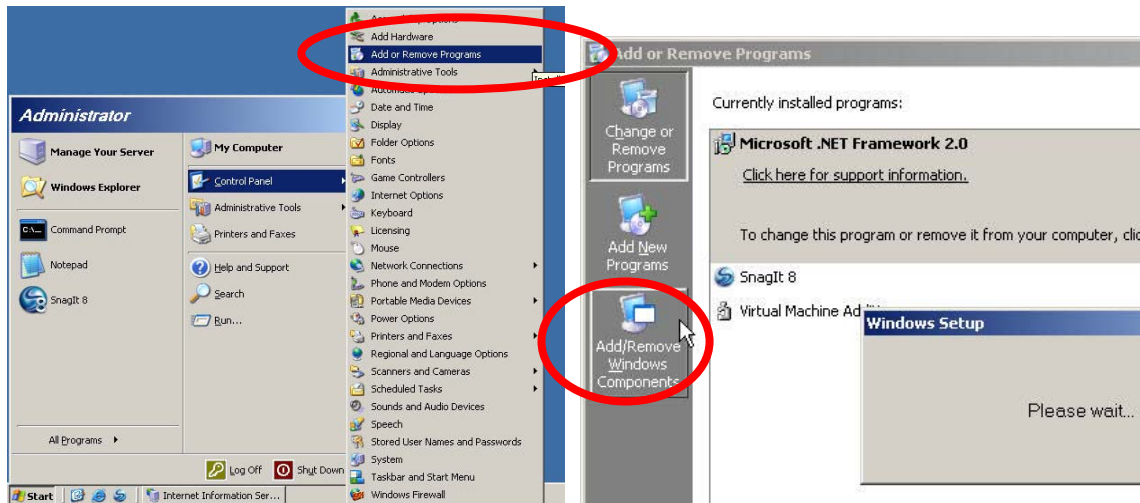 Administrator
Manage Your Server
Windows Explorer
Command Prompt
Notepad
SnagIt 8
All Programs
My Computer
Control Panel
Administrative Tools
Printers and Faxes
Help and Support
Search
Run...
Log Off
Shut Down
Start
Internet Information Ser...
Options
Add Hardware
Add or Remove Programs
Administrative Tools
Date and Time
Display
Folder Options
Fonts
Game Controllers
Internet Options
Keyboard
Licensing
Mouse
Network Connections
Phone and Modem Options
Portable Media Devices
Power Options
Printers and Faxes
Regional and Language Options
Scanners and Cameras
Scheduled Tasks
Sounds and Audio Devices
Speech
Stored User Names and Passwords
System
Taskbar and Start Menu
Windows Firewall
Add or Remove Programs
Change or
Remove
Programs
Add New
Programs
Add/Remove
Windows
Components
Currently installed programs:
Microsoft .NET Framework 2.0
Click here for support information.
To change this program or remove it from your computer, clic
SnagIt 8
Virtual Machine
Windows Setup
Please wait...